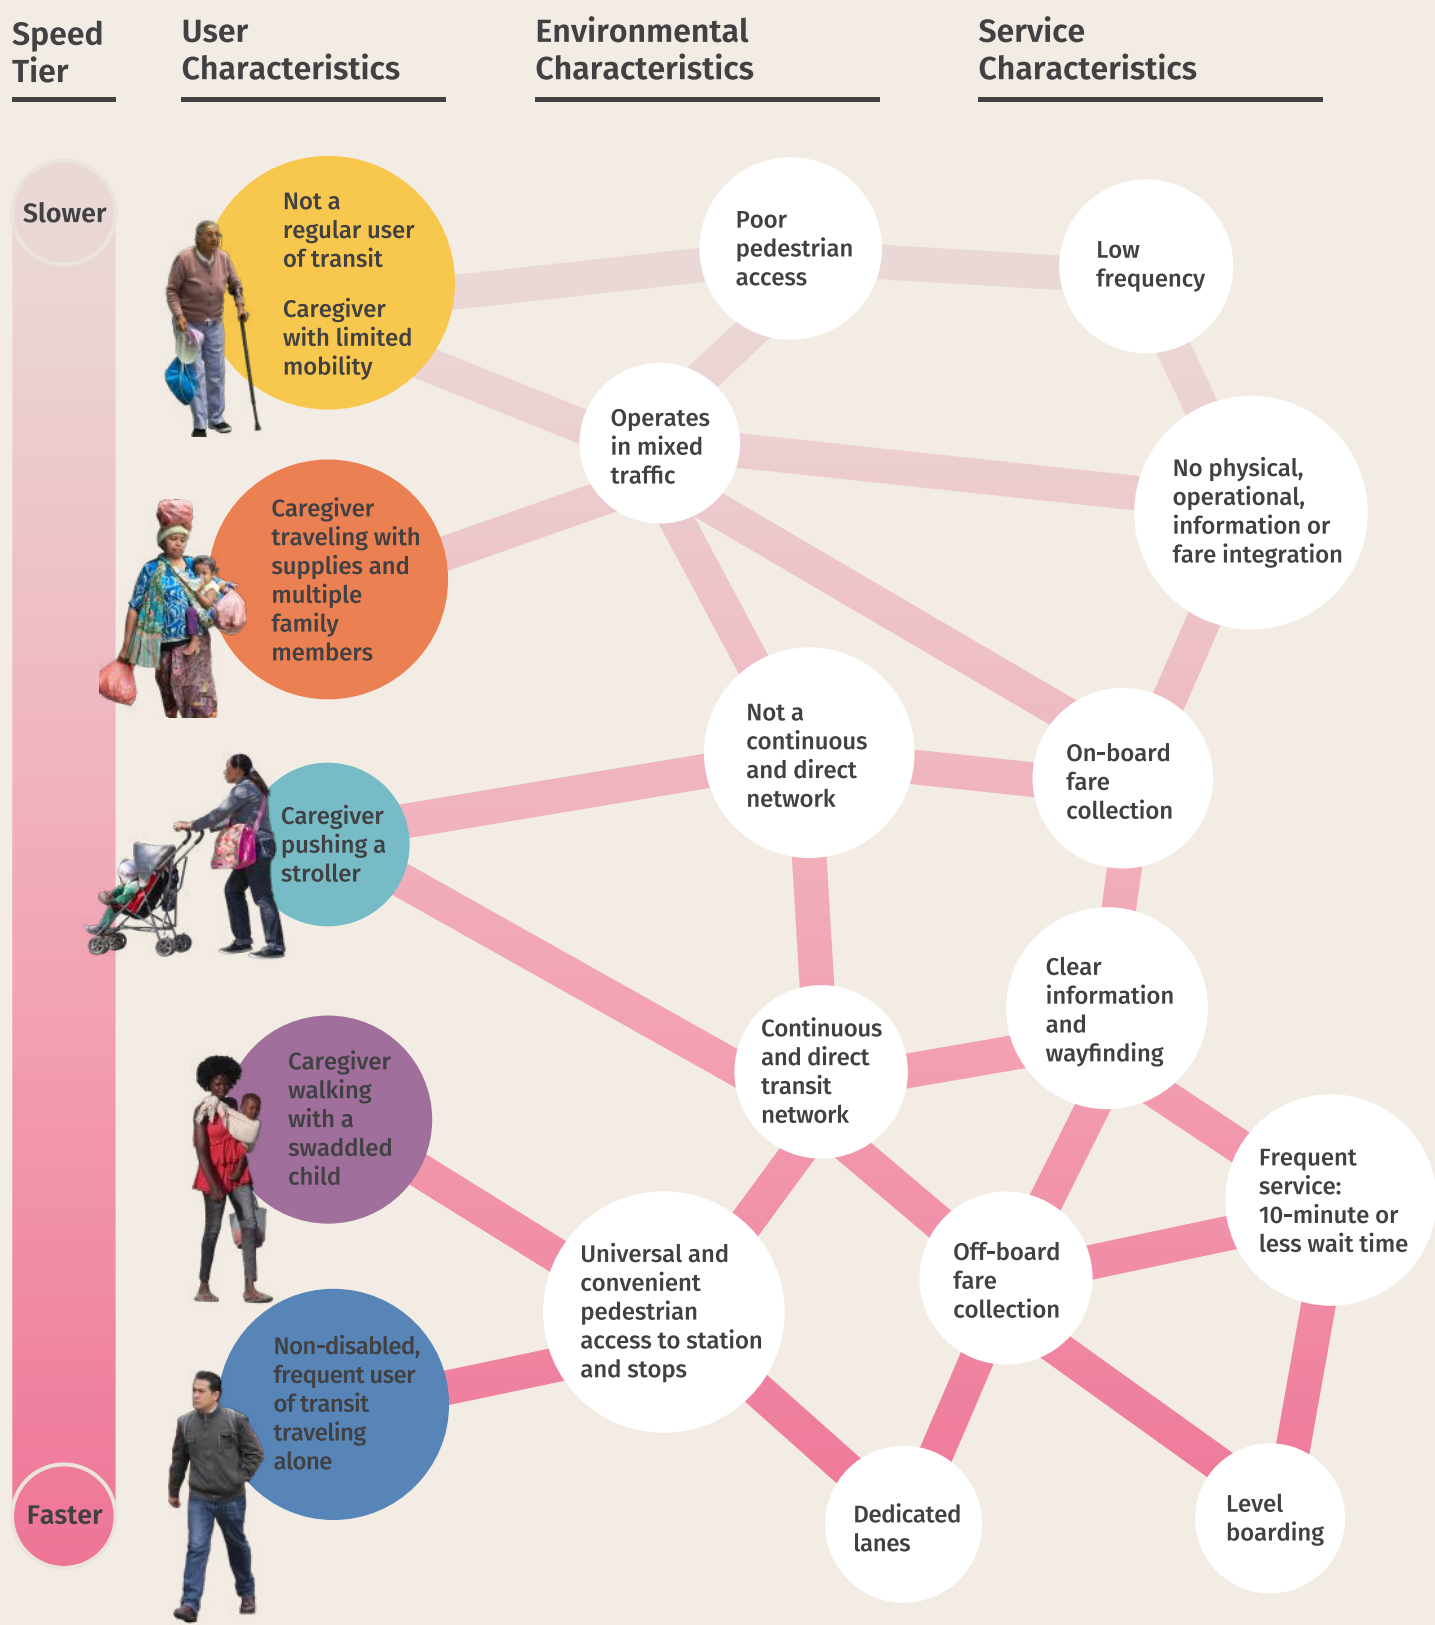 Speed
Tier
User
Characteristics
Environmental
Characteristics
Service
Characteristics
Slower
Not a
regular user
of transit
Caregiver
with limited
mobility
Poor
pedestrian
access
Low
frequency
Operates
in mixed
traffic
No physical,
operational,
information or
fare integration
Caregiver
traveling with
supplies and
multiple
family
members
Not a
continuous
and direct
network
On-board
fare
collection
Caregiver
pushing a
stroller
Clear
information
and
wayfinding
Continuous
and direct
transit
network
Caregiver
walking
with a
swaddled
child
Frequent
service:
10-minute or
less wait time
Universal and
convenient
pedestrian
access to station
and stops
Off-board
fare
collection
Non-disabled,
frequent user
of transit
traveling
alone
Faster
Dedicated
lanes
Level
boarding